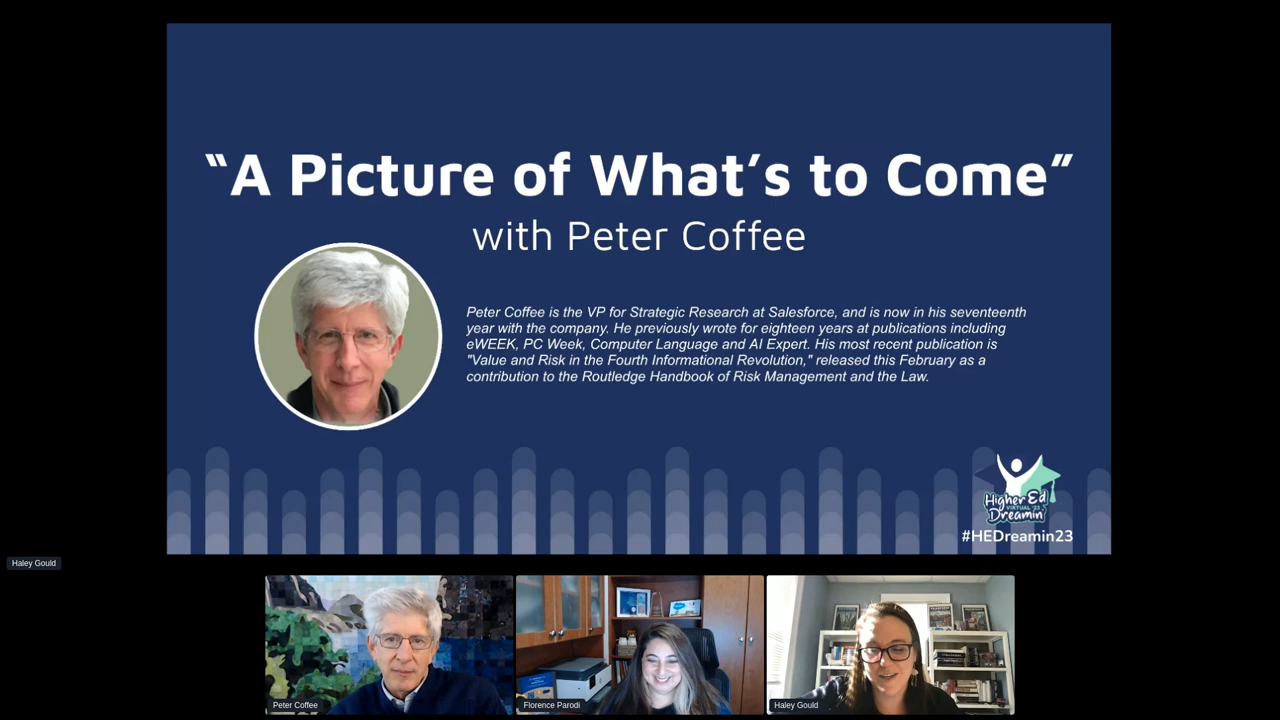 “A Picture of What’s to Come”
with Peter Coffee
Peter Coffee is the VP for Strategic Research at Salesforce, and is now in his seventeenth
year with the company. He previously wrote for eighteen years at publications including
eWEEK, PC Week, Computer Language and AI Expert. His most recent publication is
"Value and Risk in the Fourth Informational Revolution," released this February as a
contribution to the Routledge Handbook of Risk Management and the Law.
Higher Ed
VIRTUAL '23
Dreamin'
#HEDreamin23
Haley Gould
Peter Coffee
Florence Parodi
Haley Gould